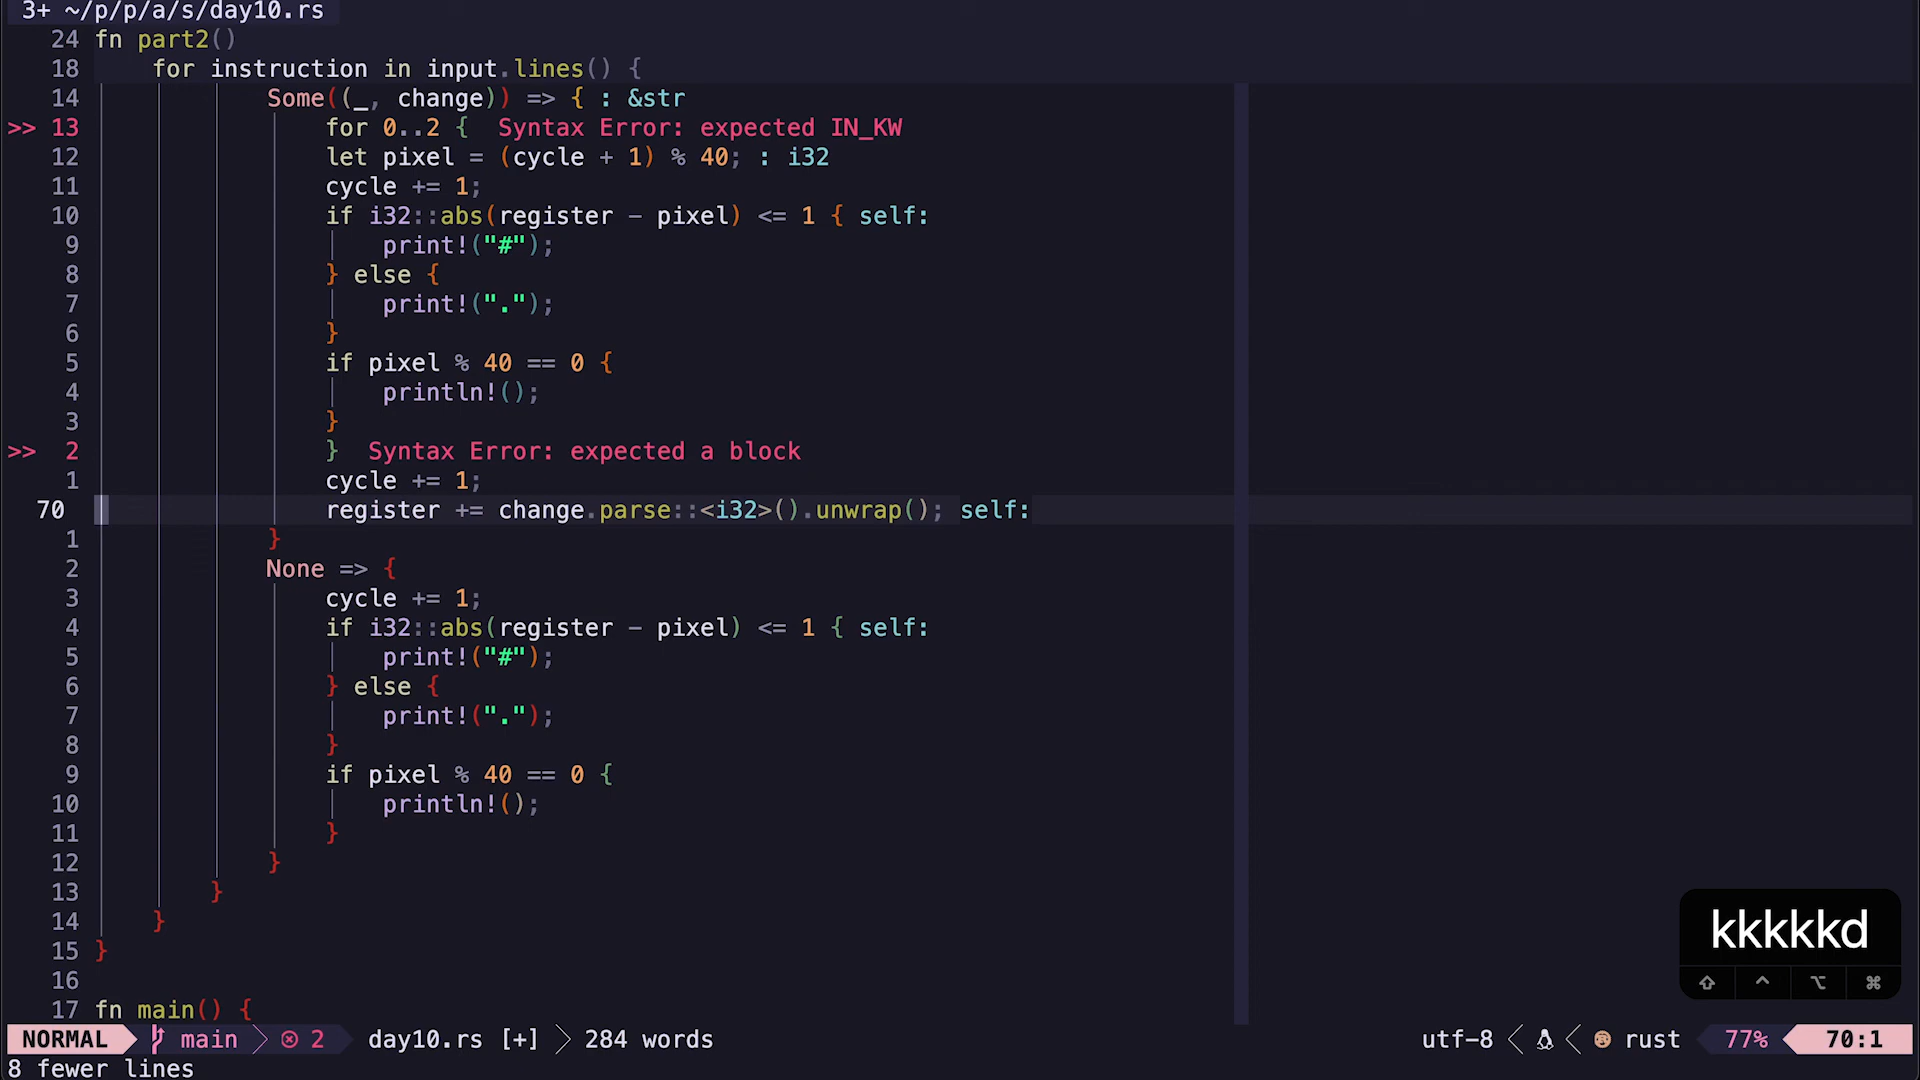 3+ ~/p/p/a/s/day10.rs
24 fn part2()
18 for instruction in input.lines() {
14 Some((_, change)) => { : &str
>> 13 for 0..2 { Syntax Error: expected IN_KW
12 let pixel = (cycle + 1) % 40; : i32
11 cycle += 1;
10 if i32::abs(register - pixel) <= 1 { self:
9 print!("#");
8 } else {
7 print!(".");
6 }
5 if pixel % 40 == 0 {
4 println!();
3 }
>> 2 } Syntax Error: expected a block
1 cycle += 1;
70 register += change.parse::<i32>().unwrap(); self:
1 }
2 None => {
3 cycle += 1;
4 if i32::abs(register - pixel) <= 1 { self:
5 print!("#");
6 } else {
7 print!(".");
8 }
9 if pixel % 40 == 0 {
10 println!();
11 }
12 }
13 }
14 }
15 }
16
17 fn main() {
kkkkkd
NORMAL main 2 day10.rs [+] 284 words utf-8 rust 77% 70:1
8 fewer lines